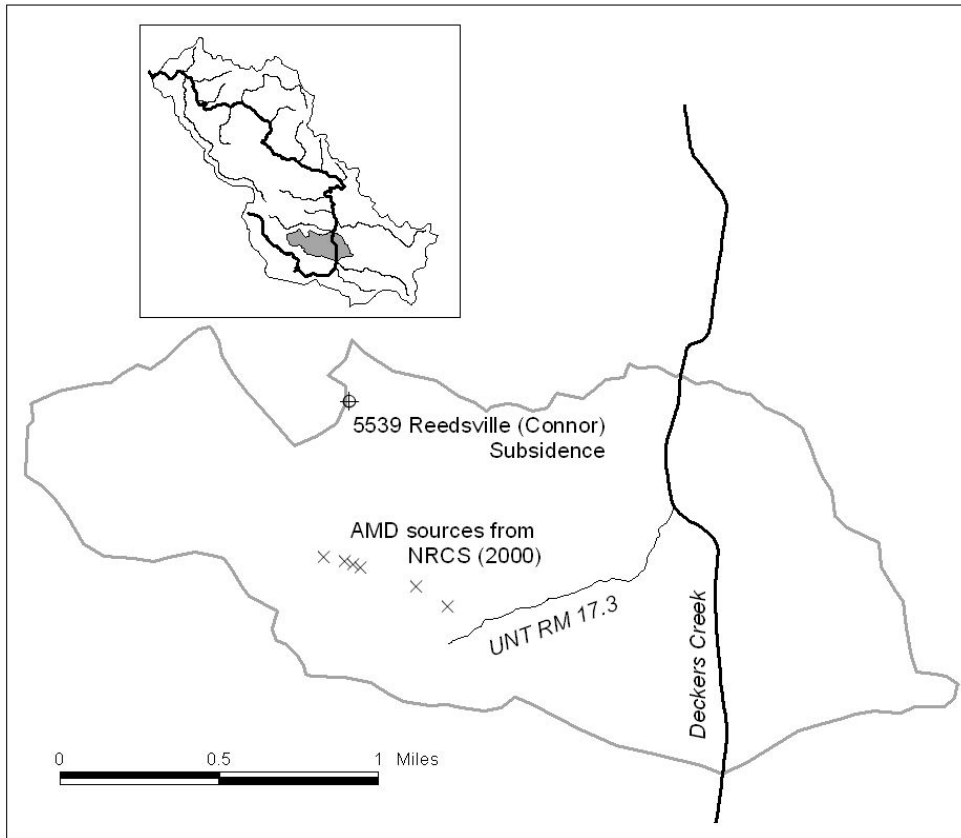 5539 Reedsville (Connor)
Subsidence
AMD sources from
NRCS (2000)
UNT RM 17.3
Deckers Creek
0 0.5 1 Miles